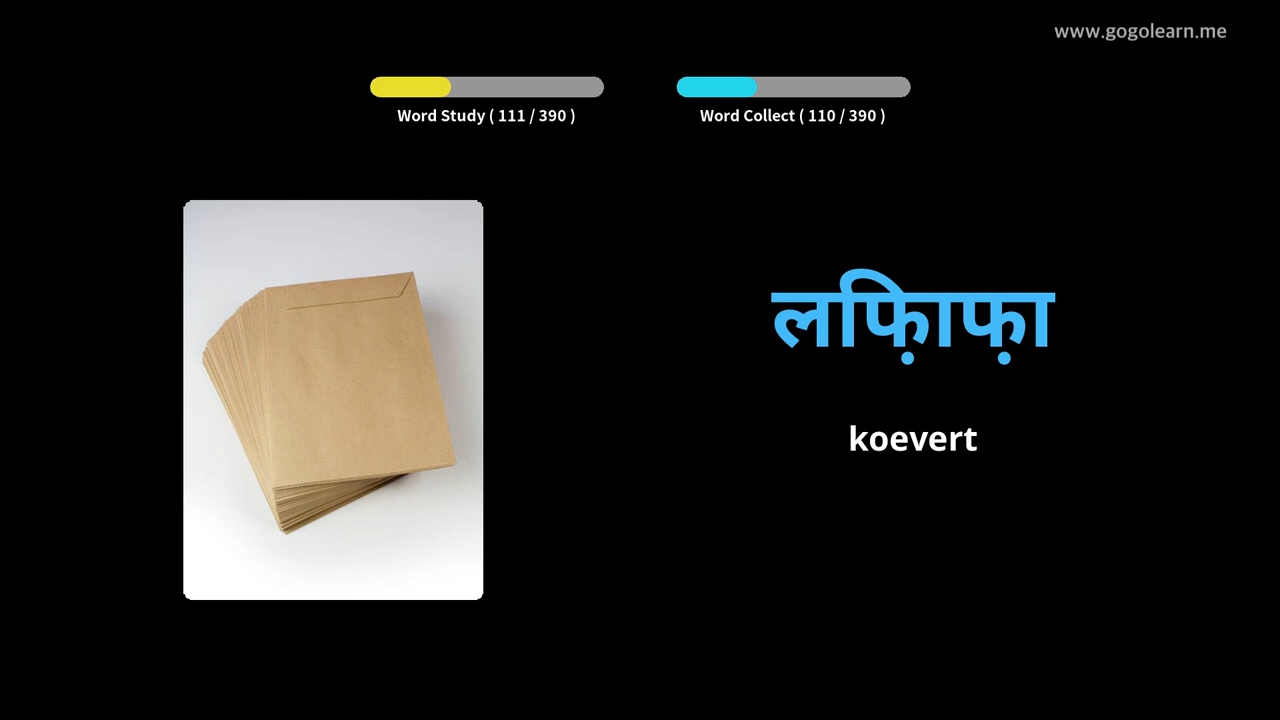 www.gogolearn.me
Word Study ( 111 / 390 )
Word Collect ( 110 / 390 )
लफ़िाफ़ा
koevert